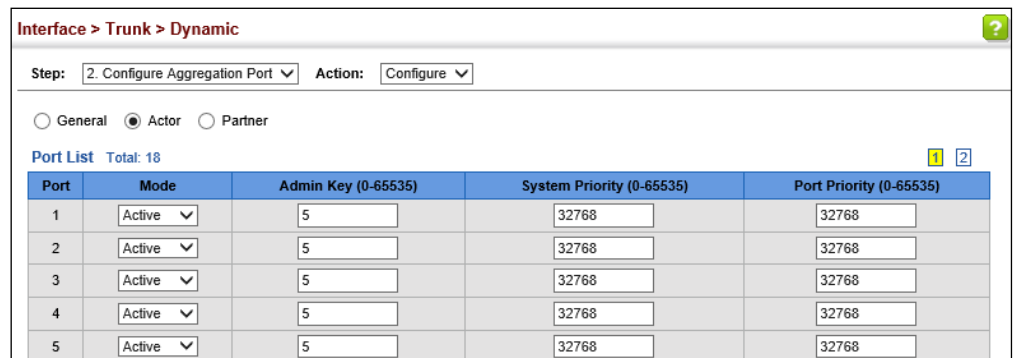 Interface > Trunk > Dynamic ?
Step: 2. Configure Aggregation Port Action: Configure
General Actor Partner
Port List Total: 18 1 2
Port Mode Admin Key (0-65535) System Priority (0-65535) Port Priority (0-65535)
1 Active 5 32768 32768
2 Active 5 32768 32768
3 Active 5 32768 32768
4 Active 5 32768 32768
5 Active 5 32768 32768